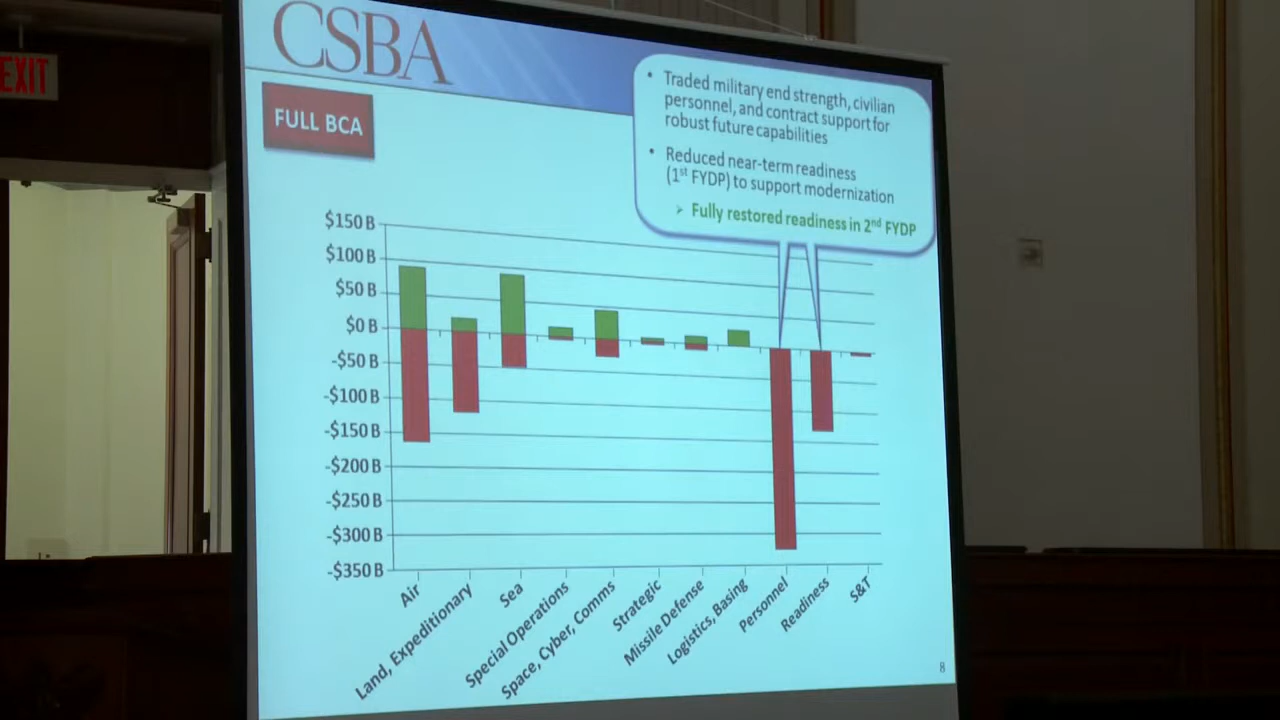 EXIT
CSBA
FULL BCA
• Traded military end strength, civilian
personnel, and contract support for
robust future capabilities
• Reduced near-term readiness
(1st FYDP) to support modernization
➢ Fully restored readiness in 2nd FYDP
$150 B
$100 B
$50 B
$0 B
-$50 B
-$100 B
-$150 B
-$200 B
-$250 B
-$300 B
-$350 B
Air
Land, Expeditionary
Sea
Special Operations
Space, Cyber, Comms
Strategic
Missile Defense
Logistics, Basing
Personnel
Readiness
S&T
8